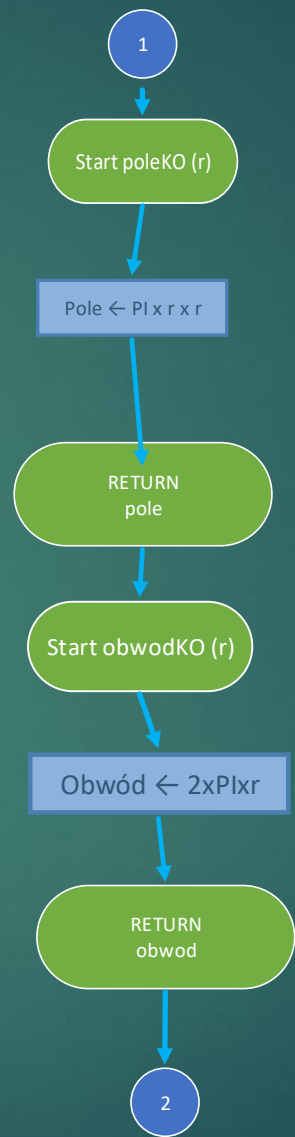 1
Start poleKO (r)
Pole ← PI x r x r
RETURN
pole
Start obwodKO (r)
Obwód ← 2xPIxr
RETURN
obwod
2